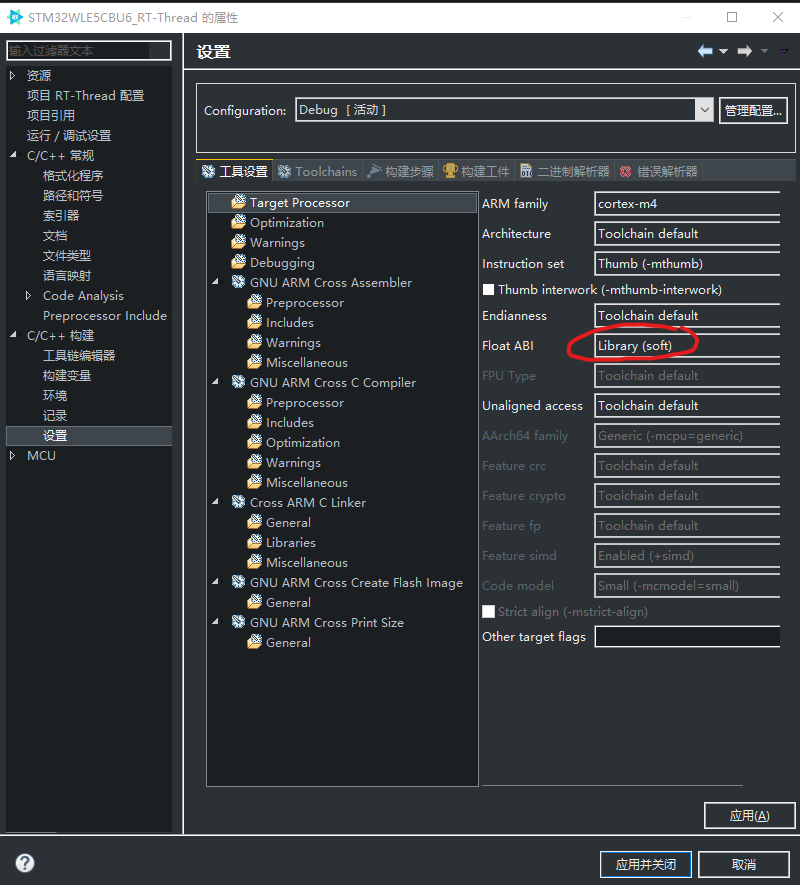 STM32WLE5CBU6_RT-Thread 的属性
输入过滤器文本
资源
项目 RT-Thread 配置
项目引用
运行 / 调试设置
C/C++ 常规
格式化程序
路径和符号
索引器
文档
文件类型
语言映射
Code Analysis
Preprocessor Include
C/C++ 构建
工具链编辑器
构建变量
环境
记录
设置
MCU
设置
Configuration: Debug [ 活动 ] 管理配置...
工具设置 Toolchains 构建步骤 构建工件 二进制解析器 错误解析器
Target Processor
Optimization
Warnings
Debugging
GNU ARM Cross Assembler
Preprocessor
Includes
Warnings
Miscellaneous
GNU ARM Cross C Compiler
Preprocessor
Includes
Optimization
Warnings
Miscellaneous
Cross ARM C Linker
General
Libraries
Miscellaneous
GNU ARM Cross Create Flash Image
General
GNU ARM Cross Print Size
General
ARM family cortex-m4
Architecture Toolchain default
Instruction set Thumb (-mthumb)
Thumb interwork (-mthumb-interwork)
Endianness Toolchain default
Float ABI Library (soft)
FPU Type Toolchain default
Unaligned access Toolchain default
AArch64 family Generic (-mcpu=generic)
Feature crc Toolchain default
Feature crypto Toolchain default
Feature fp Toolchain default
Feature simd Enabled (+simd)
Code model Small (-mcmodel=small)
Strict align (-mstrict-align)
Other target flags
应用(A)
应用并关闭 取消